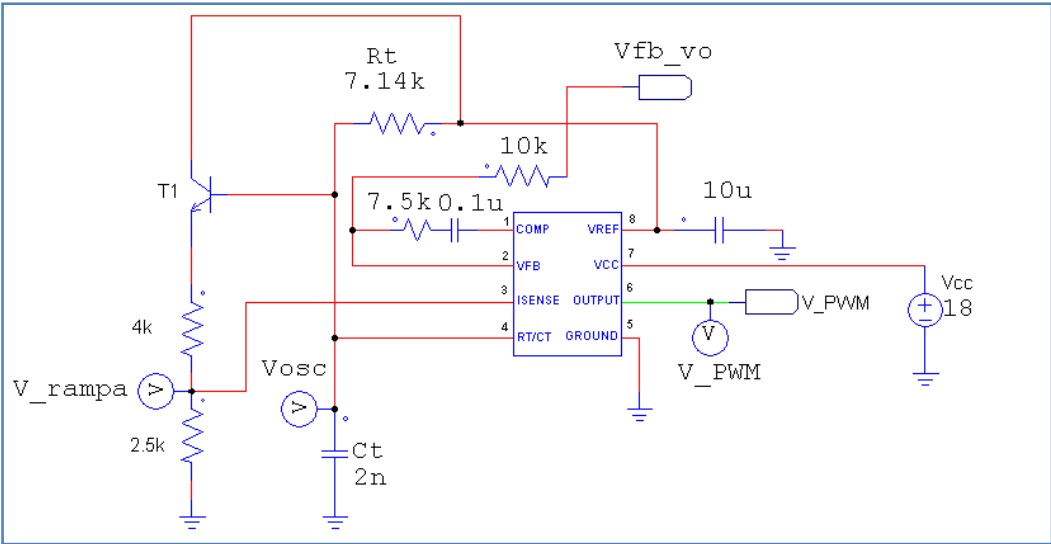 Rt
7.14k
Vfb_vo
10k
T1
7.5k
0.1u
10u
1
COMP
VREF
8
2
VFB
VCC
7
3
ISENSE
OUTPUT
6
4
RT/CT
GROUND
5
Vcc
18
V_PWM
V
V_PWM
4k
V_rampa
V
Vosc
V
2.5k
Ct
2n